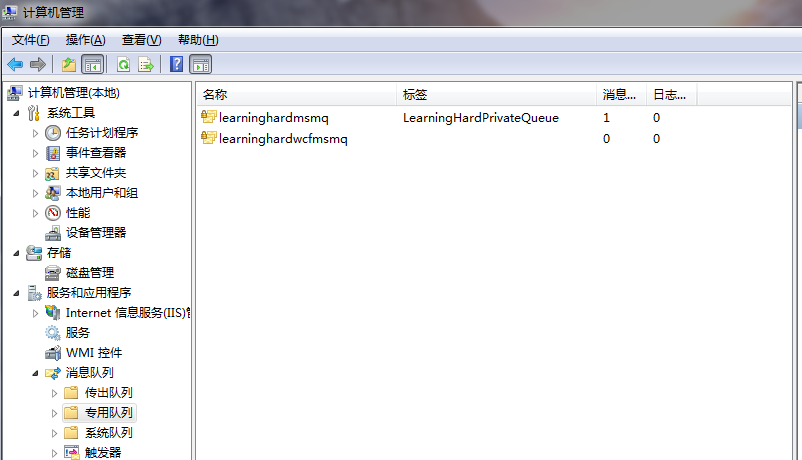 计算机管理
文件(F) 操作(A) 查看(V) 帮助(H)
计算机管理(本地)
系统工具
任务计划程序
事件查看器
共享文件夹
本地用户和组
性能
设备管理器
存储
磁盘管理
服务和应用程序
Internet 信息服务(IIS)管
服务
WMI 控件
消息队列
传出队列
专用队列
系统队列
触发器
名称 标签 消息... 日志...
learninghardmsmq LearningHardPrivateQueue 1 0
learninghardwcfmsmq 0 0